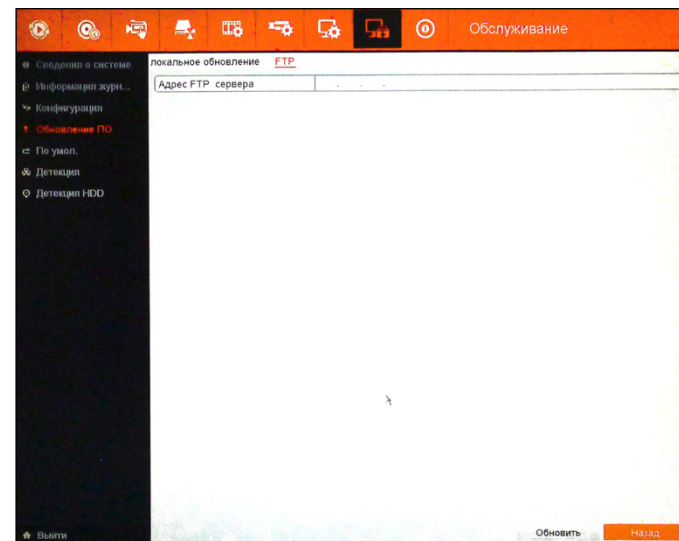 Обслуживание
Сведения о системе
Информация журн...
Конфигурация
Обновление ПО
По умол.
Детекция
Детекция HDD
Выйти
локальное обновление FTP
Адрес FTP сервера . . .
Обновить Назад